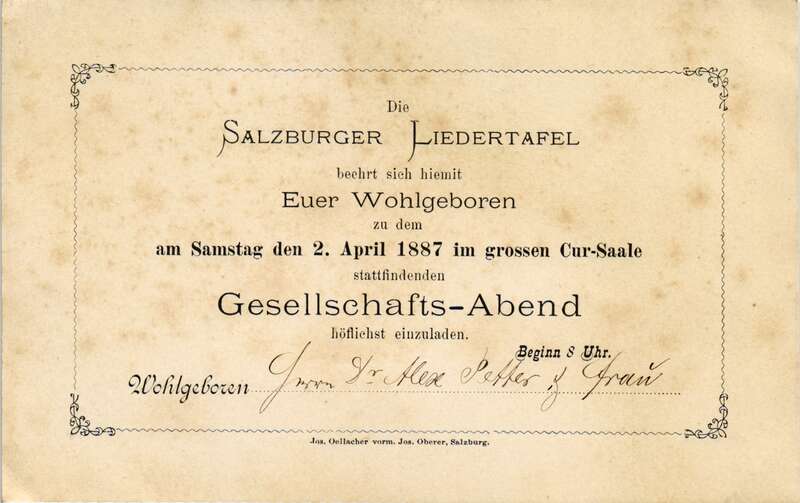 Die
SALZBURGER LIEDERTAFEL
beehrt sich hiemit
Euer Wohlgeboren
zu dem
am Samstag den 2. April 1887 im grossen Cur-Saale
stattfindenden
Gesellschafts-Abend
höflichst einzuladen.
Beginn 8 Uhr.
Wohlgeboren Herrn Dr Alex Petter & Frau
Jos. Oellacher vorm. Jos. Oberer, Salzburg.